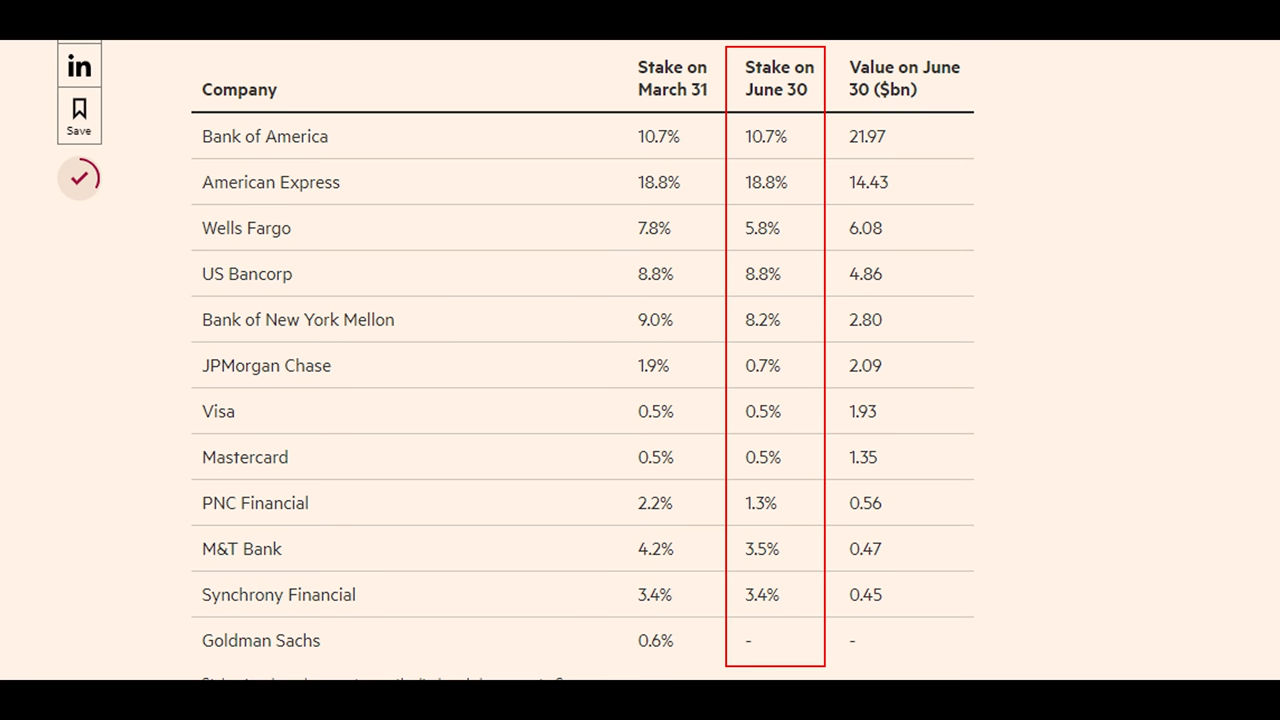 in
Save
Company Stake on March 31 Stake on June 30 Value on June 30 ($bn)
Bank of America 10.7% 10.7% 21.97
American Express 18.8% 18.8% 14.43
Wells Fargo 7.8% 5.8% 6.08
US Bancorp 8.8% 8.8% 4.86
Bank of New York Mellon 9.0% 8.2% 2.80
JPMorgan Chase 1.9% 0.7% 2.09
Visa 0.5% 0.5% 1.93
Mastercard 0.5% 0.5% 1.35
PNC Financial 2.2% 1.3% 0.56
M&T Bank 4.2% 3.5% 0.47
Synchrony Financial 3.4% 3.4% 0.45
Goldman Sachs 0.6% - -